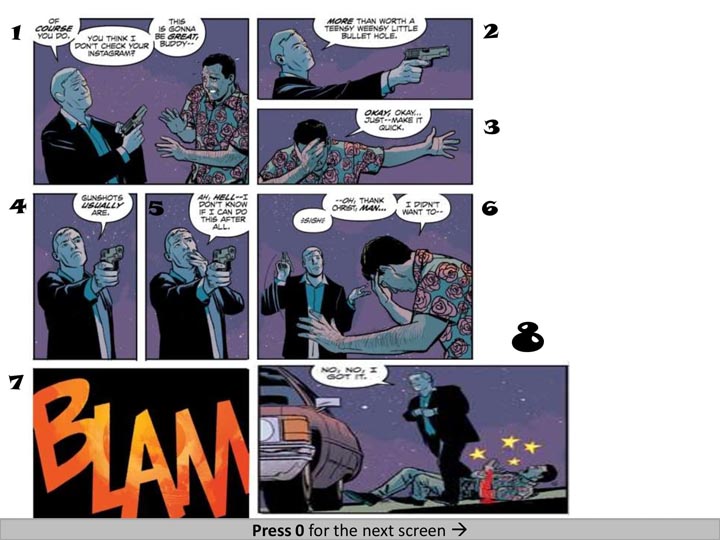 1
OF
COURSE
YOU DO.
YOU THINK I
DON'T CHECK YOUR
INSTAGRAM?
THIS
IS GONNA
BE GREAT,
BUDDY--
2
MORE THAN WORTH A
TEENSY WEENSY LITTLE
BULLET HOLE.
3
OKAY, OKAY...
JUST--MAKE IT
QUICK.
4
GUNSHOTS
USUALLY
ARE.
5
AH, HELL--I
DON'T KNOW
IF I CAN DO
THIS AFTER
ALL.
6
≶SIGH≷
--OH, THANK
CHRIST, MAN...
I DIDN'T
WANT TO--
7
BLAM
8
NO, NO, I
GOT IT.
Press 0 for the next screen →